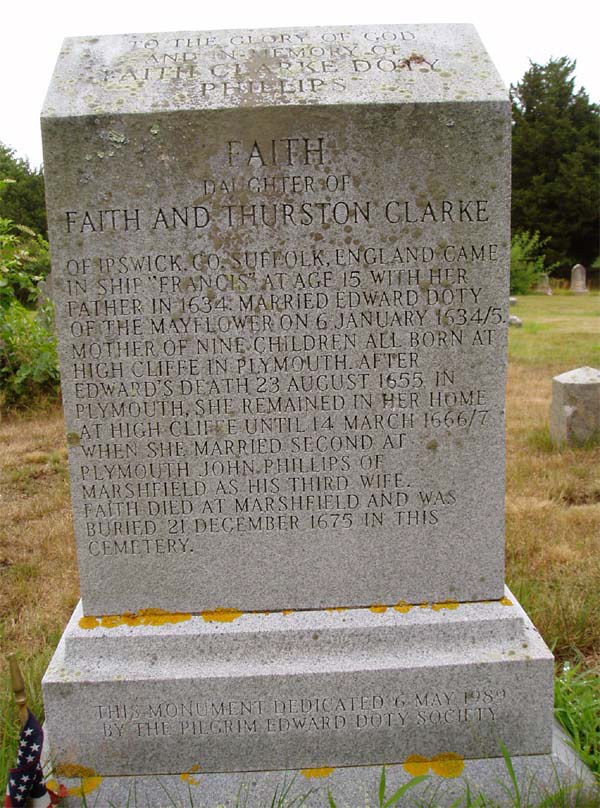 TO THE GLORY OF GOD
AND IN MEMORY OF
FAITH CLARKE DOTY
PHILLIPS
FAITH
DAUGHTER OF
FAITH AND THURSTON CLARKE
OF IPSWICK, CO. SUFFOLK, ENGLAND CAME
IN SHIP "FRANCIS" AT AGE 15 WITH HER
FATHER IN 1634. MARRIED EDWARD DOTY
OF THE MAYFLOWER ON 6 JANUARY 1634/5.
MOTHER OF NINE CHILDREN ALL BORN AT
HIGH CLIFFE IN PLYMOUTH. AFTER
EDWARD'S DEATH 23 AUGUST 1655 IN
PLYMOUTH, SHE REMAINED IN HER HOME
AT HIGH CLIFFE UNTIL 14 MARCH 1666/7
WHEN SHE MARRIED SECOND AT
PLYMOUTH JOHN PHILLIPS OF
MARSHFIELD AS HIS THIRD WIFE.
FAITH DIED AT MARSHFIELD AND WAS
BURIED 21 DECEMBER 1675 IN THIS
CEMETERY.
THIS MONUMENT DEDICATED 6 MAY 1989
BY THE PILGRIM EDWARD DOTY SOCIETY